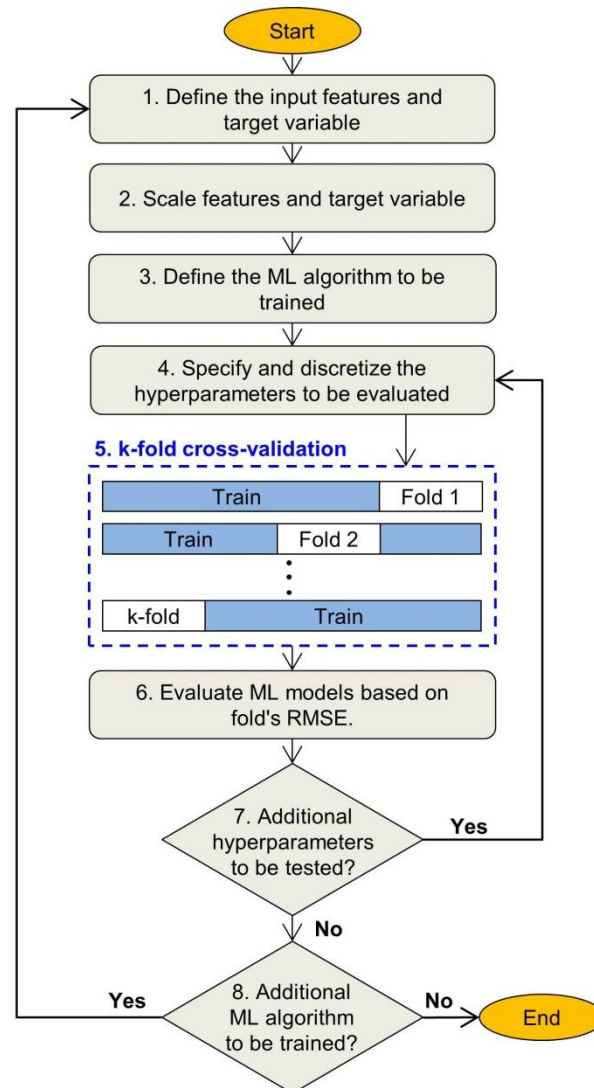 Start
1. Define the input features and
target variable
2. Scale features and target variable
3. Define the ML algorithm to be
trained
4. Specify and discretize the
hyperparameters to be evaluated
5. k-fold cross-validation
Train Fold 1
Train Fold 2
k-fold Train
6. Evaluate ML models based on
fold's RMSE.
7. Additional
hyperparameters
to be tested?
Yes
No
8. Additional
ML algorithm
to be trained?
Yes
No
End